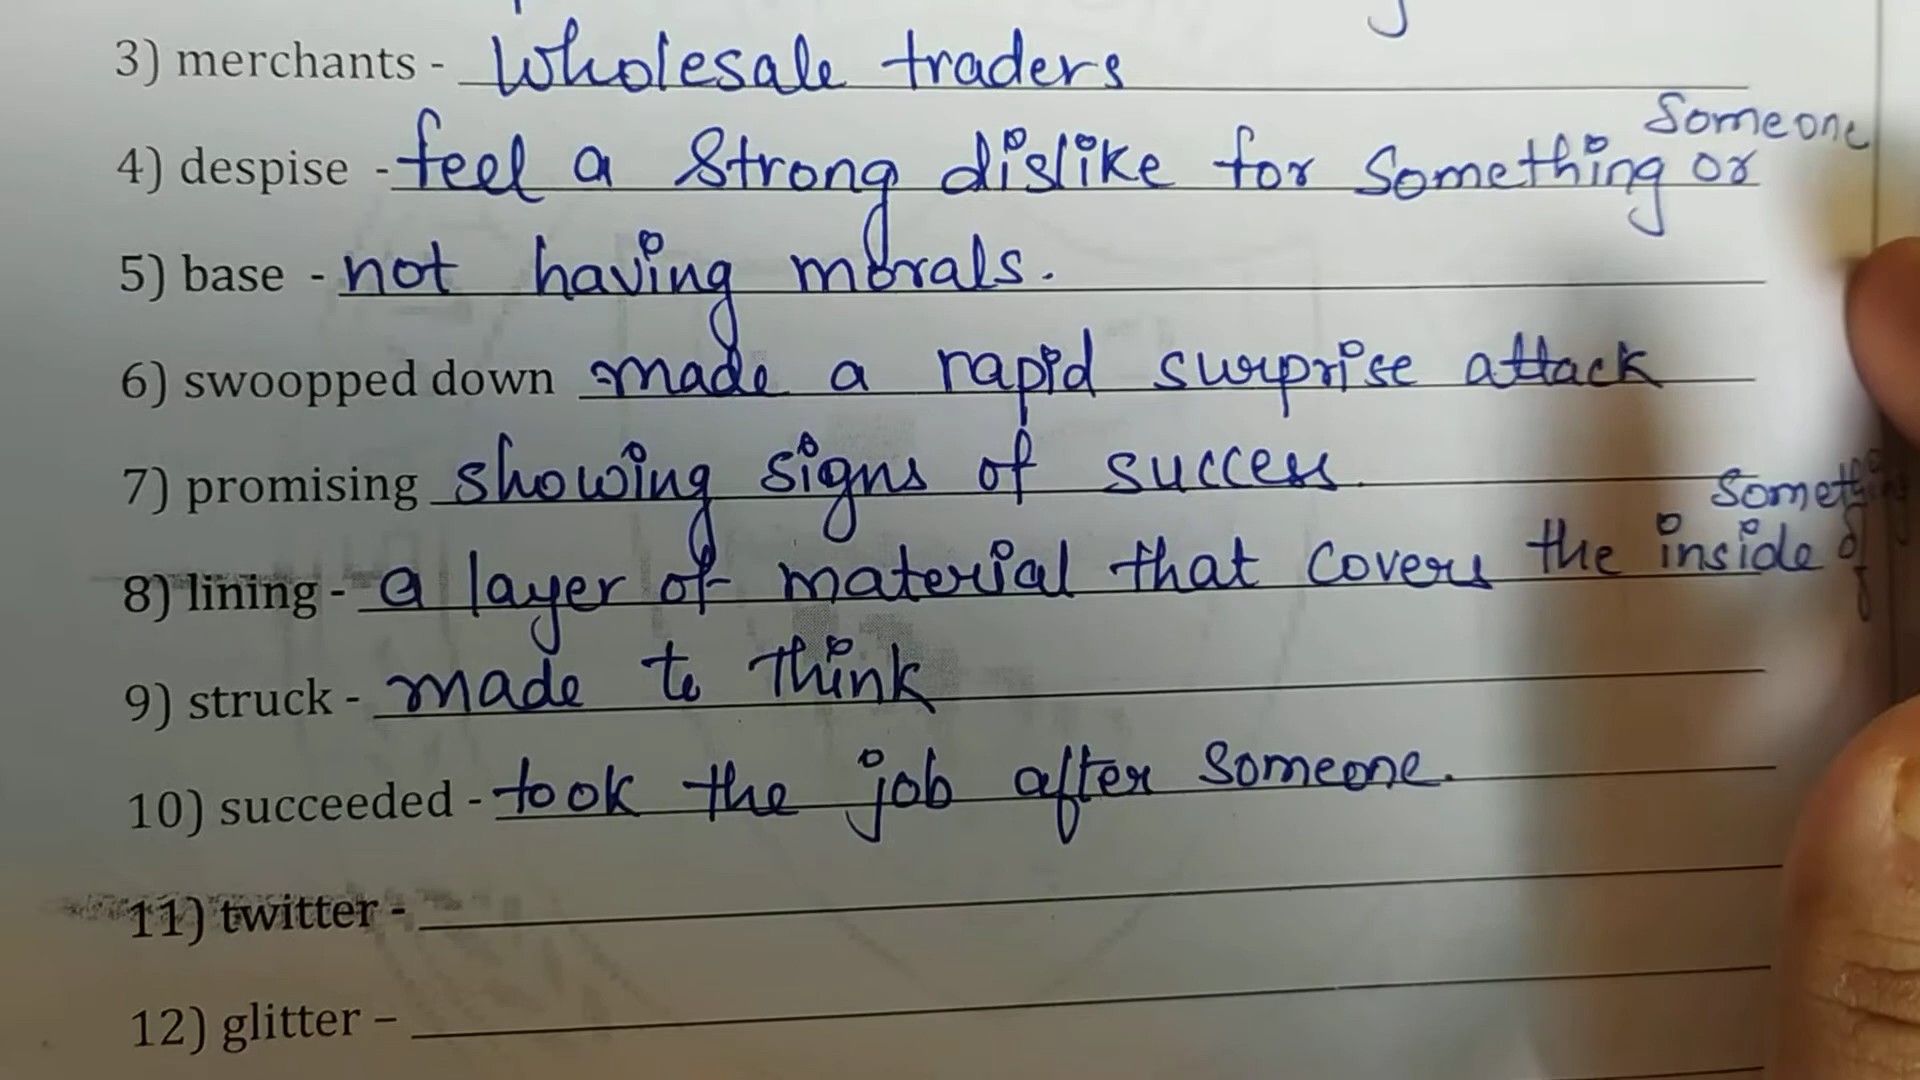 3) merchants - Wholesale traders
Someone
4) despise - feel a strong dislike for something or
5) base - not having morals.
6) swoopped down made a rapid surprise attack
7) promising showing signs of success.
8) lining - a layer of material that covers the inside of
9) struck - made to think
10) succeeded - took the job after someone.
11) twitter -
12) glitter –